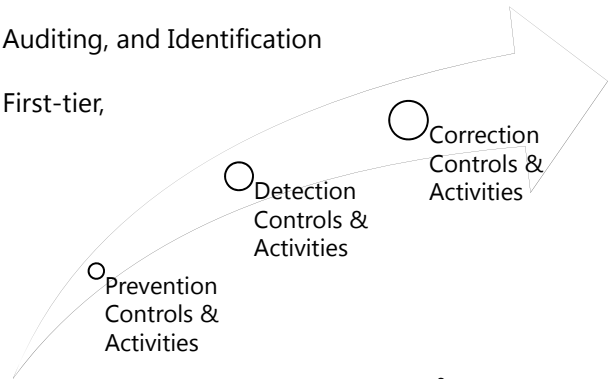 Auditing, and Identification
First-tier,
Correction
Controls &
Activities
Detection
Controls &
Activities
Prevention
Controls &
Activities